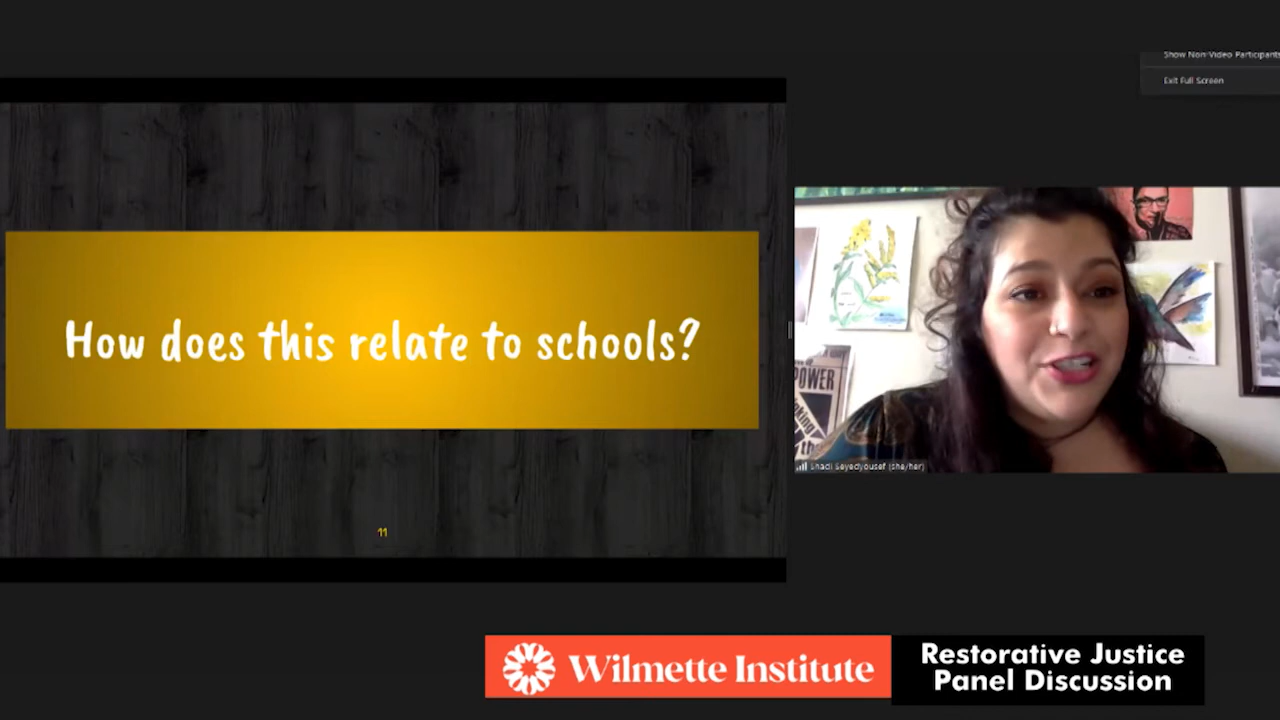 Show Non-Video Participants
Exit Full Screen
How does this relate to schools?
11
POWER
the
Shadi Seyedyousef (she/her)
Wilmette Institute
Restorative Justice
Panel Discussion